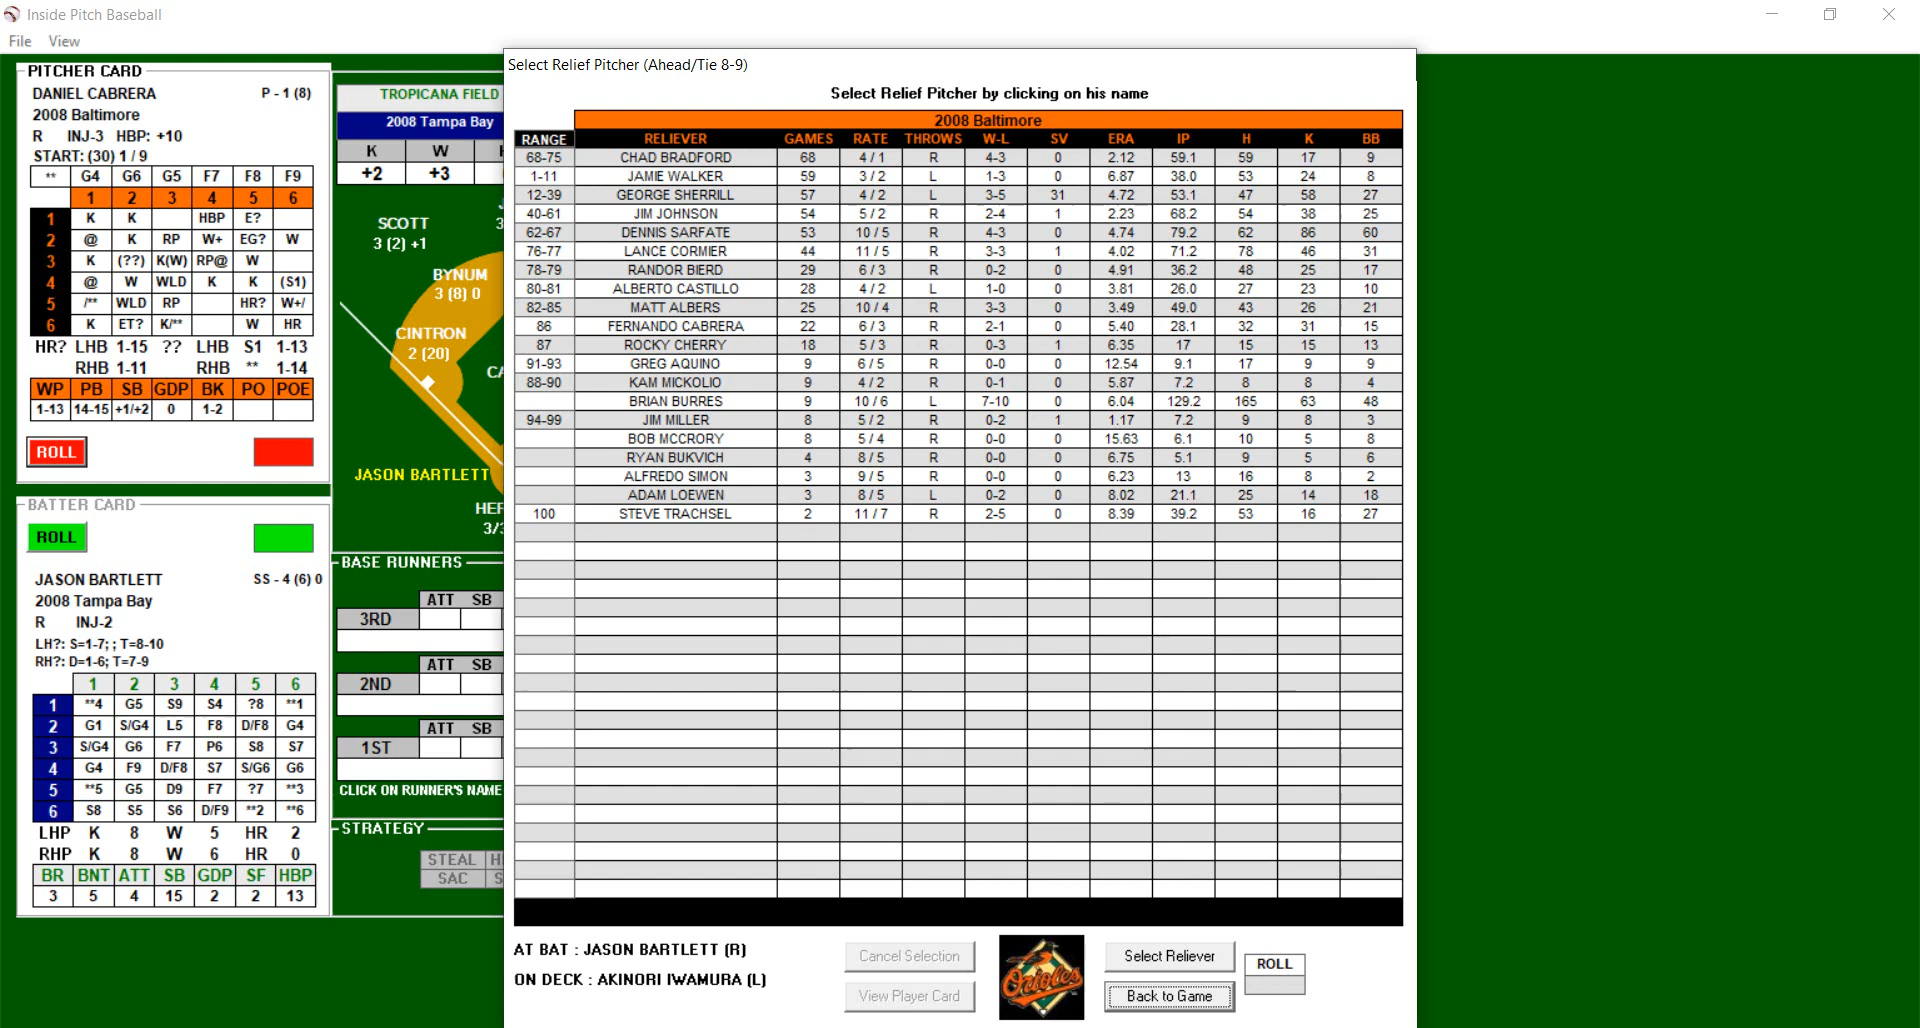 Inside Pitch Baseball
File View
PITCHER CARD
DANIEL CABRERA P - 1 (8)
2008 Baltimore
R INJ-3 HBP: +10
START: (30) 1 / 9
** G4 G6 G5 F7 F8 F9
1 2 3 4 5 6
1 K K HBP E?
2 @ K RP W+ EG? W
3 K (??) K(W) RP@ W
4 @ W WLD K K (S1)
5 /** WLD RP HR? W+/
6 K ET? K/** W HR
HR? LHB 1-15 ?? LHB S1 1-13
RHB 1-11 RHB ** 1-14
WP PB SB GDP BK PO POE
1-13 14-15 +1/+2 0 1-2
ROLL
BATTER CARD
ROLL
JASON BARTLETT SS - 4 (6) 0
2008 Tampa Bay
R INJ-2
LH?: S=1-7; ; T=8-10
RH?: D=1-6; T=7-9
1 2 3 4 5 6
1 **4 G5 S9 S4 ?8 **1
2 G1 S/G4 L5 F8 D/F8 G4
3 S/G4 G6 F7 P6 S8 S7
4 G4 F9 D/F8 S7 S/G6 G6
5 **5 G5 D9 F7 ?7 **3
6 S8 S5 S6 D/F9 **2 **6
LHP K 8 W 5 HR 2
RHP K 8 W 6 HR 0
BR BNT ATT SB GDP SF HBP
3 5 4 15 2 2 13
TROPICANA FIELD
2008 Tampa Bay
K W
+2 +3
SCOTT
3 (2) +1
BYNUM
3 (8) 0
CINTRON
2 (20)
JASON BARTLETT
BASE RUNNERS
ATT SB
3RD
ATT SB
2ND
ATT SB
1ST
CLICK ON RUNNER'S NAME
STRATEGY
STEAL
SAC
Select Relief Pitcher (Ahead/Tie 8-9)
Select Relief Pitcher by clicking on his name
2008 Baltimore
RANGE RELIEVER GAMES RATE THROWS W-L SV ERA IP H K BB
68-75 CHAD BRADFORD 68 4 / 1 R 4-3 0 2.12 59.1 59 17 9
1-11 JAMIE WALKER 59 3 / 2 L 1-3 0 6.87 38.0 53 24 8
12-39 GEORGE SHERRILL 57 4 / 2 L 3-5 31 4.72 53.1 47 58 27
40-61 JIM JOHNSON 54 5 / 2 R 2-4 1 2.23 68.2 54 38 25
62-67 DENNIS SARFATE 53 10 / 5 R 4-3 0 4.74 79.2 62 86 60
76-77 LANCE CORMIER 44 11 / 5 R 3-3 1 4.02 71.2 78 46 31
78-79 RANDOR BIERD 29 6 / 3 R 0-2 0 4.91 36.2 48 25 17
80-81 ALBERTO CASTILLO 28 4 / 2 L 1-0 0 3.81 26.0 27 23 10
82-85 MATT ALBERS 25 10 / 4 R 3-3 0 3.49 49.0 43 26 21
86 FERNANDO CABRERA 22 6 / 3 R 2-1 0 5.40 28.1 32 31 15
87 ROCKY CHERRY 18 5 / 3 R 0-3 1 6.35 17 15 15 13
91-93 GREG AQUINO 9 6 / 5 R 0-0 0 12.54 9.1 17 9 9
88-90 KAM MICKOLIO 9 4 / 2 R 0-1 0 5.87 7.2 8 8 4
BRIAN BURRES 9 10 / 6 L 7-10 0 6.04 129.2 165 63 48
94-99 JIM MILLER 8 5 / 2 R 0-2 1 1.17 7.2 9 8 3
BOB MCCRORY 8 5 / 4 R 0-0 0 15.63 6.1 10 5 8
RYAN BUKVICH 4 8 / 5 R 0-0 0 6.75 5.1 9 5 6
ALFREDO SIMON 3 9 / 5 R 0-0 0 6.23 13 16 8 2
ADAM LOEWEN 3 8 / 5 L 0-2 0 8.02 21.1 25 14 18
100 STEVE TRACHSEL 2 11 / 7 R 2-5 0 8.39 39.2 53 16 27
AT BAT : JASON BARTLETT (R)
ON DECK : AKINORI IWAMURA (L)
Cancel Selection
View Player Card
Orioles
Select Reliever
Back to Game
ROLL